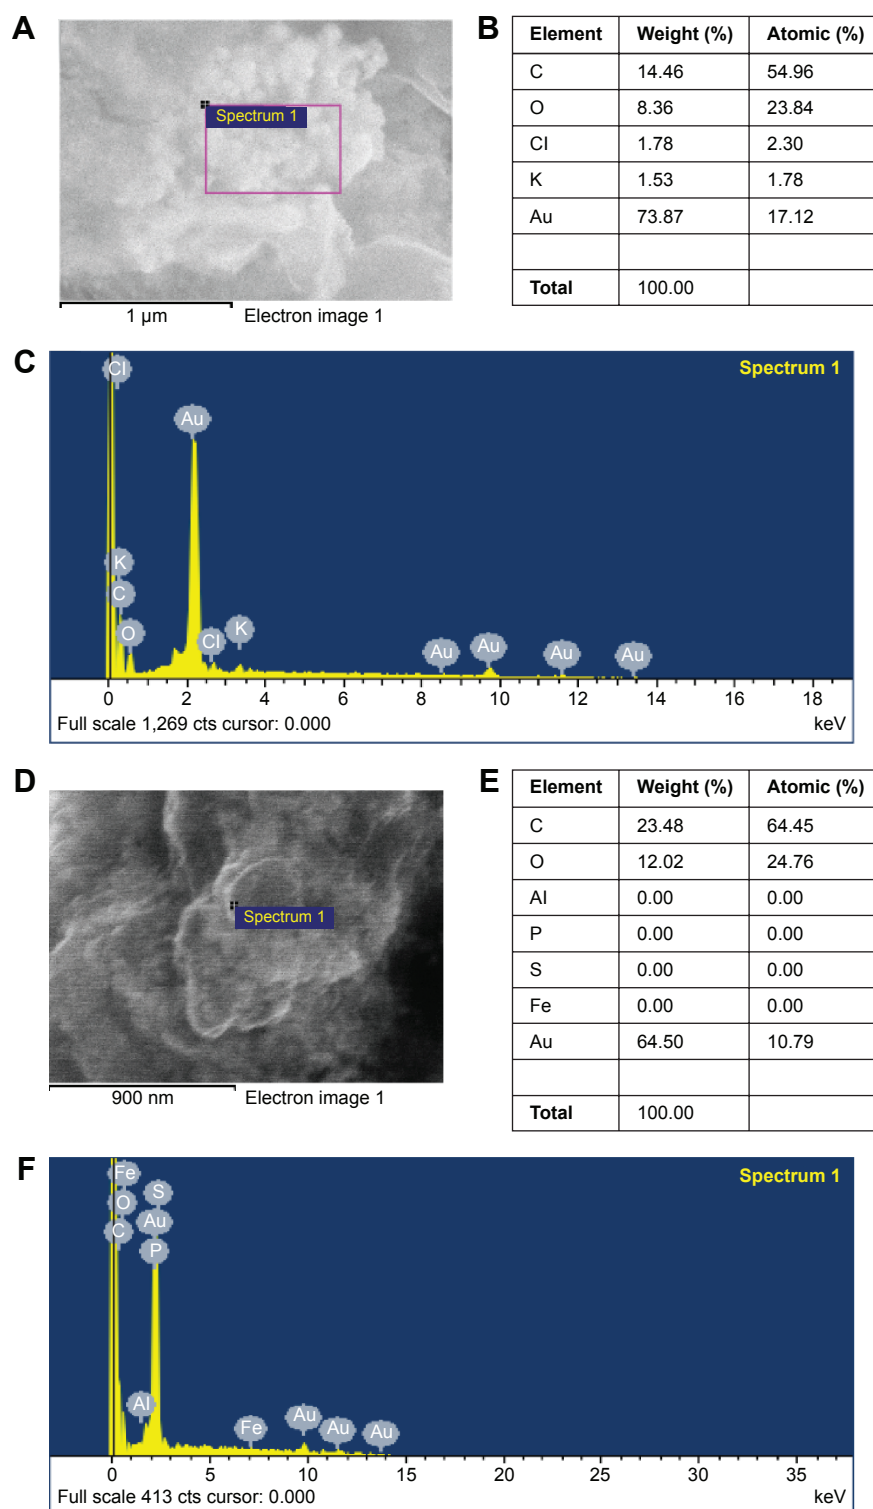 A
Spectrum 1
1 µm Electron image 1
B
Element Weight (%) Atomic (%)
C 14.46 54.96
O 8.36 23.84
Cl 1.78 2.30
K 1.53 1.78
Au 73.87 17.12
Total 100.00
C
Spectrum 1
Cl
Au
K
C
O
Cl
K
Au
Au
Au
Au
0 2 4 6 8 10 12 14 16 18
Full scale 1,269 cts cursor: 0.000 keV
D
Spectrum 1
900 nm Electron image 1
E
Element Weight (%) Atomic (%)
C 23.48 64.45
O 12.02 24.76
Al 0.00 0.00
P 0.00 0.00
S 0.00 0.00
Fe 0.00 0.00
Au 64.50 10.79
Total 100.00
F
Spectrum 1
Fe
S
O
Au
C
P
Al
Fe
Au
Au
Au
0 5 10 15 20 25 30 35
Full scale 413 cts cursor: 0.000 keV